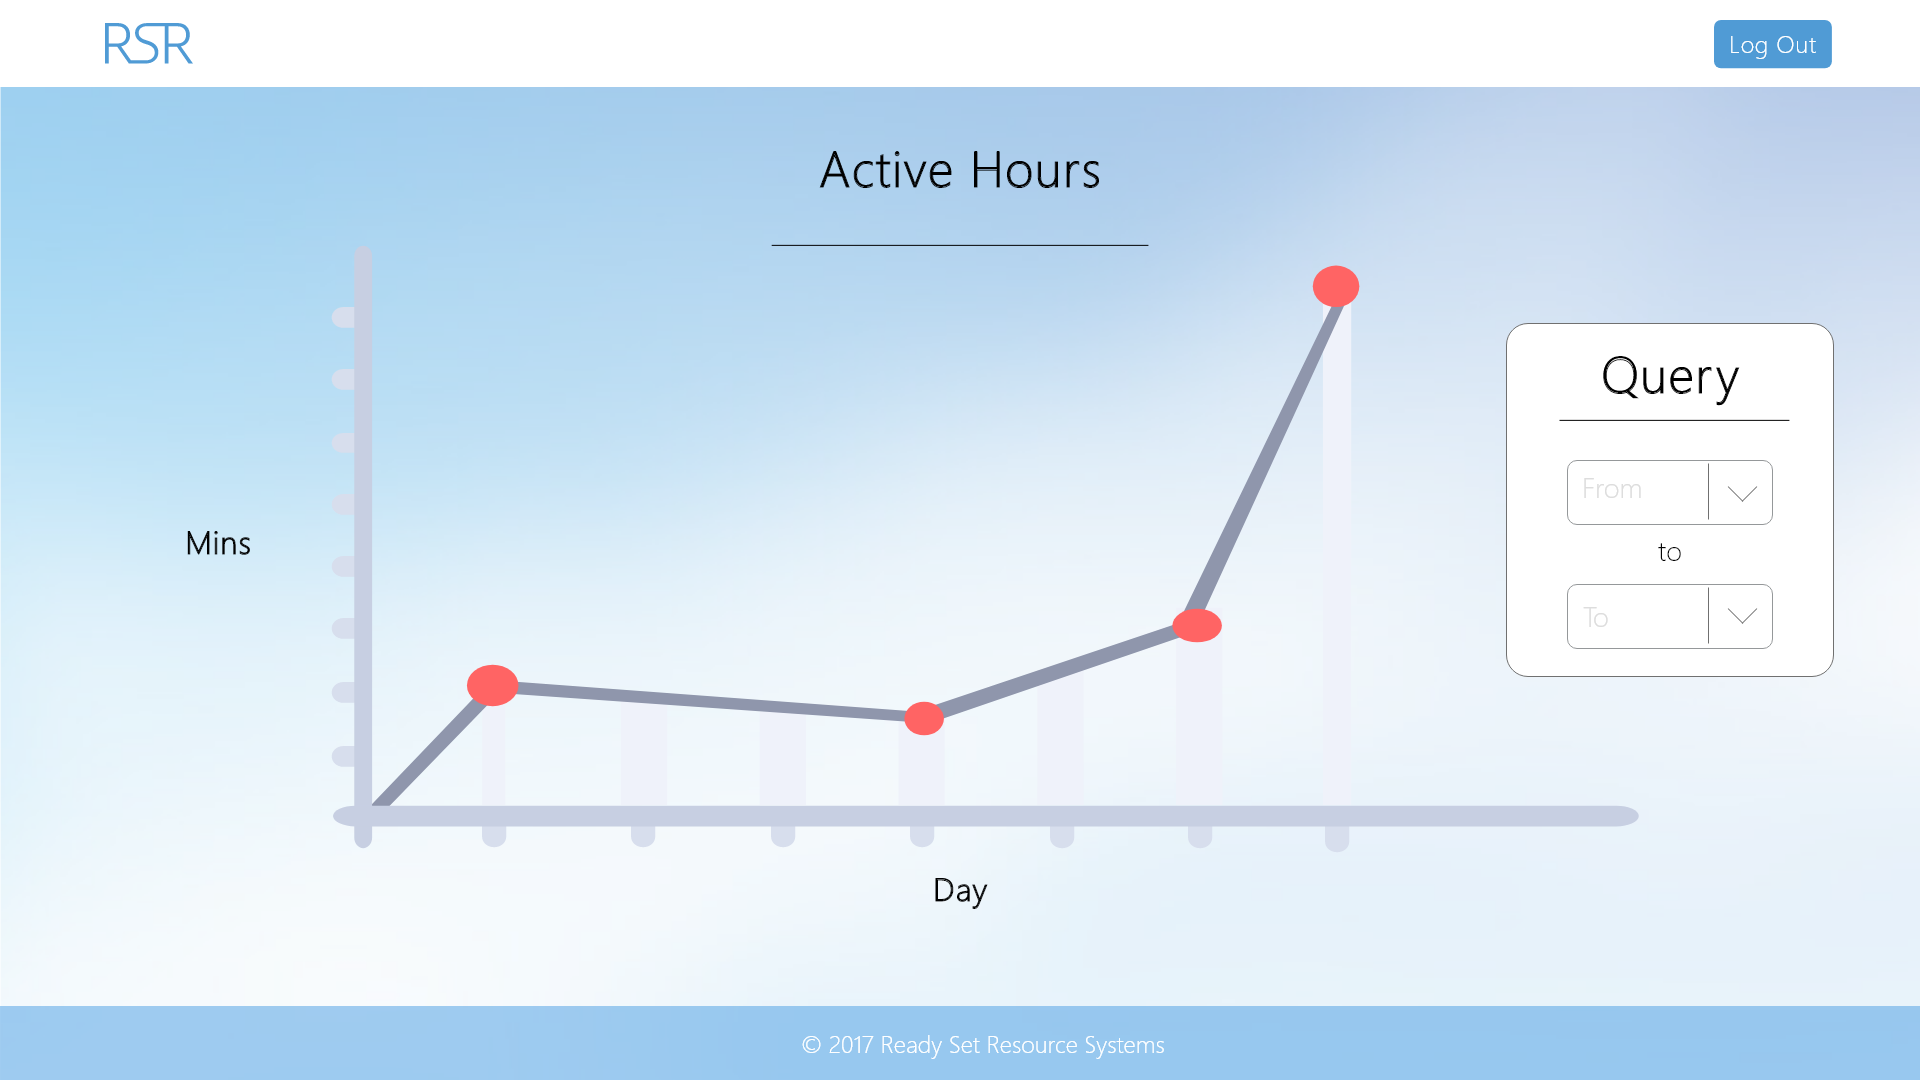 RSR
Log Out
Active Hours
Mins
Day
Query
From
to
To
© 2017 Ready Set Resource Systems